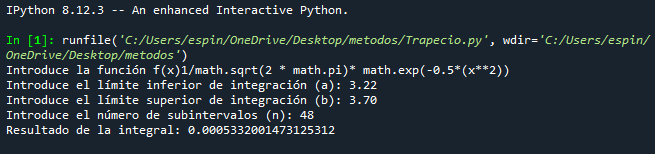 IPython 8.12.3 -- An enhanced Interactive Python.
In [1]: runfile('C:/Users/espin/OneDrive/Desktop/metodos/Trapecio.py', wdir='C:/Users/espin/
OneDrive/Desktop/metodos')
Introduce la función f(x)1/math.sqrt(2 * math.pi)* math.exp(-0.5*(x**2))
Introduce el límite inferior de integración (a): 3.22
Introduce el límite superior de integración (b): 3.70
Introduce el número de subintervalos (n): 48
Resultado de la integral: 0.0005332001473125312